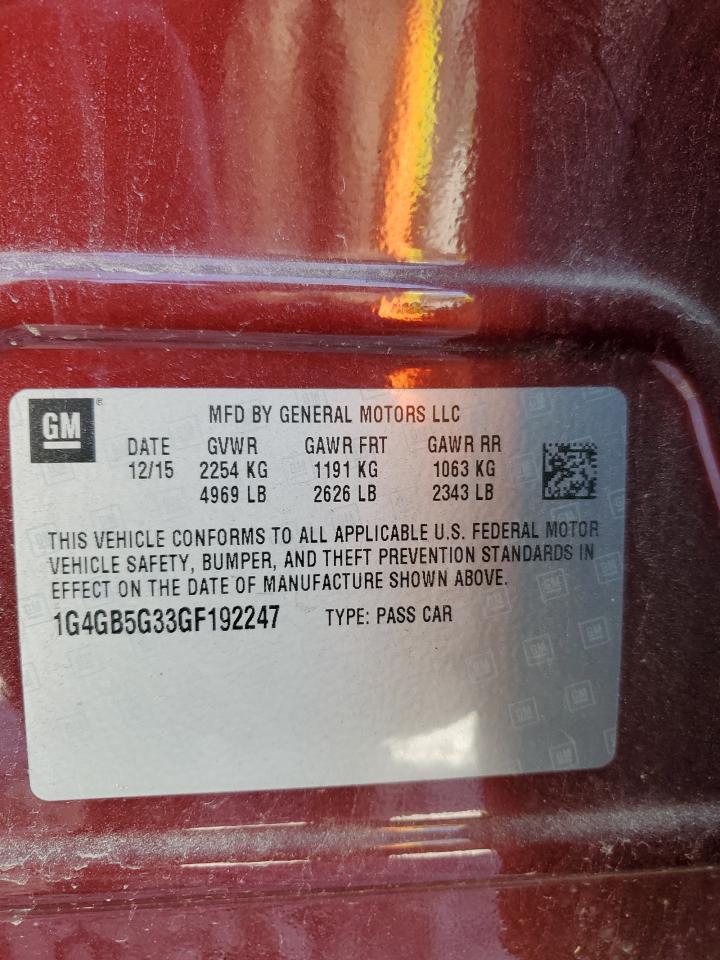 GM ®
MFD BY GENERAL MOTORS LLC
DATE GVWR GAWR FRT GAWR RR
12/15 2254 KG 1191 KG 1063 KG
4969 LB 2626 LB 2343 LB
THIS VEHICLE CONFORMS TO ALL APPLICABLE U.S. FEDERAL MOTOR
VEHICLE SAFETY, BUMPER, AND THEFT PREVENTION STANDARDS IN
EFFECT ON THE DATE OF MANUFACTURE SHOWN ABOVE.
1G4GB5G33GF192247 TYPE: PASS CAR